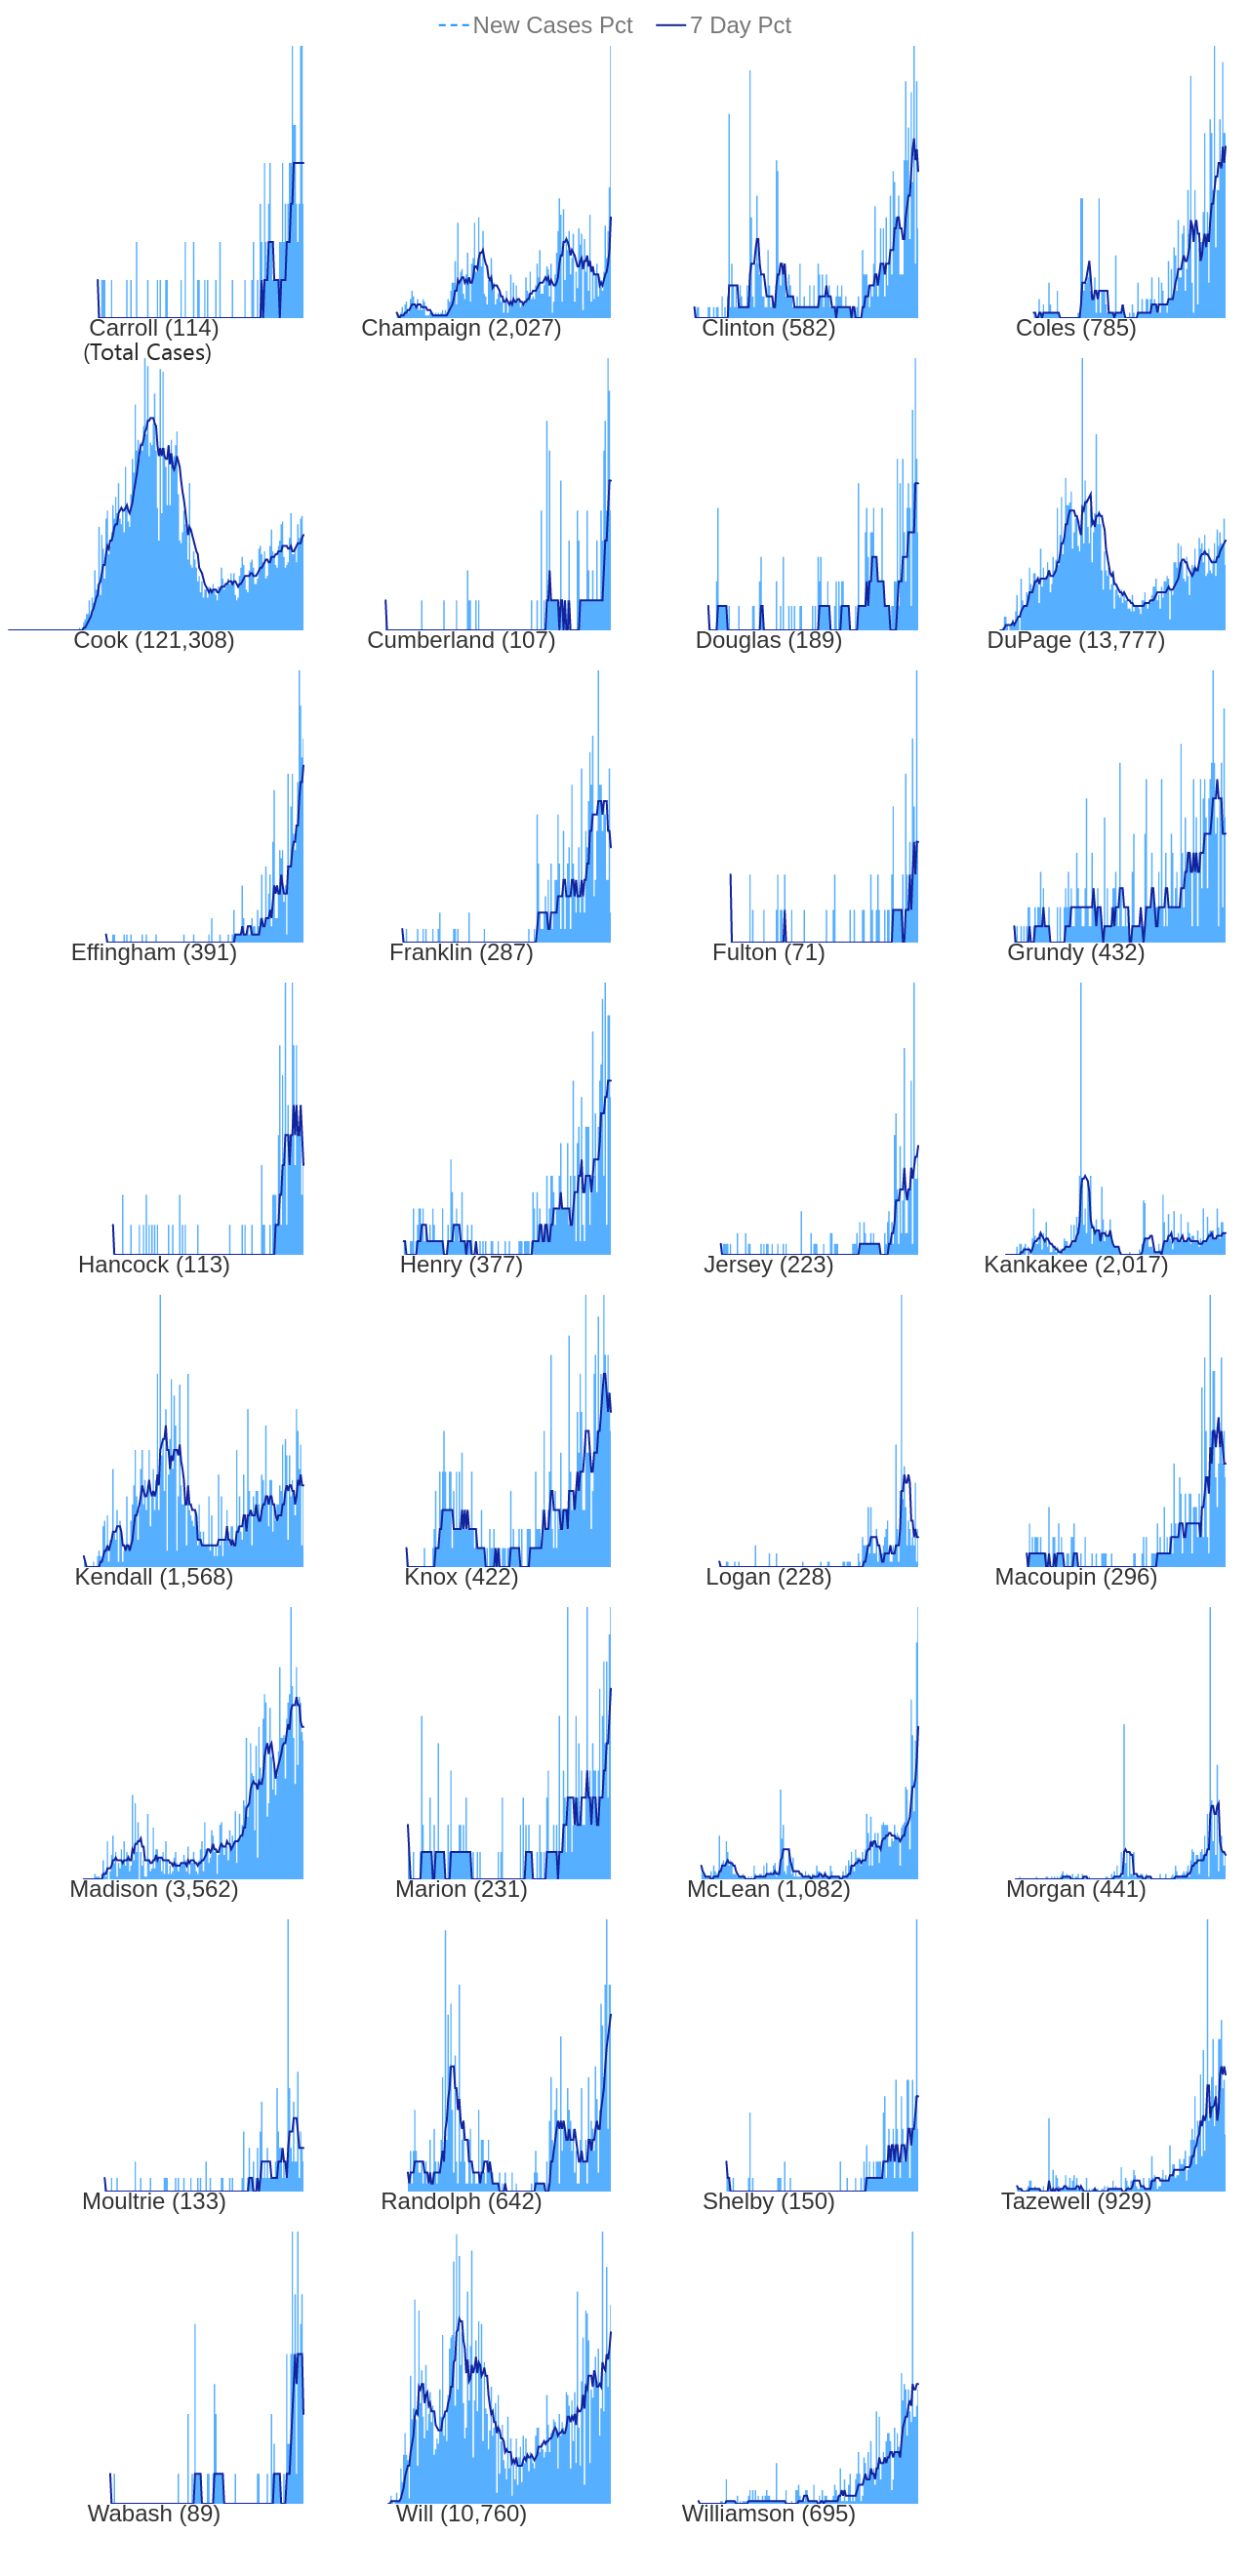 New Cases Pct 7 Day Pct
Carroll (114) Champaign (2,027) Clinton (582) Coles (785)
(Total Cases)
Cook (121,308) Cumberland (107) Douglas (189) DuPage (13,777)
Effingham (391) Franklin (287) Fulton (71) Grundy (432)
Hancock (113) Henry (377) Jersey (223) Kankakee (2,017)
Kendall (1,568) Knox (422) Logan (228) Macoupin (296)
Madison (3,562) Marion (231) McLean (1,082) Morgan (441)
Moultrie (133) Randolph (642) Shelby (150) Tazewell (929)
Wabash (89) Will (10,760) Williamson (695)